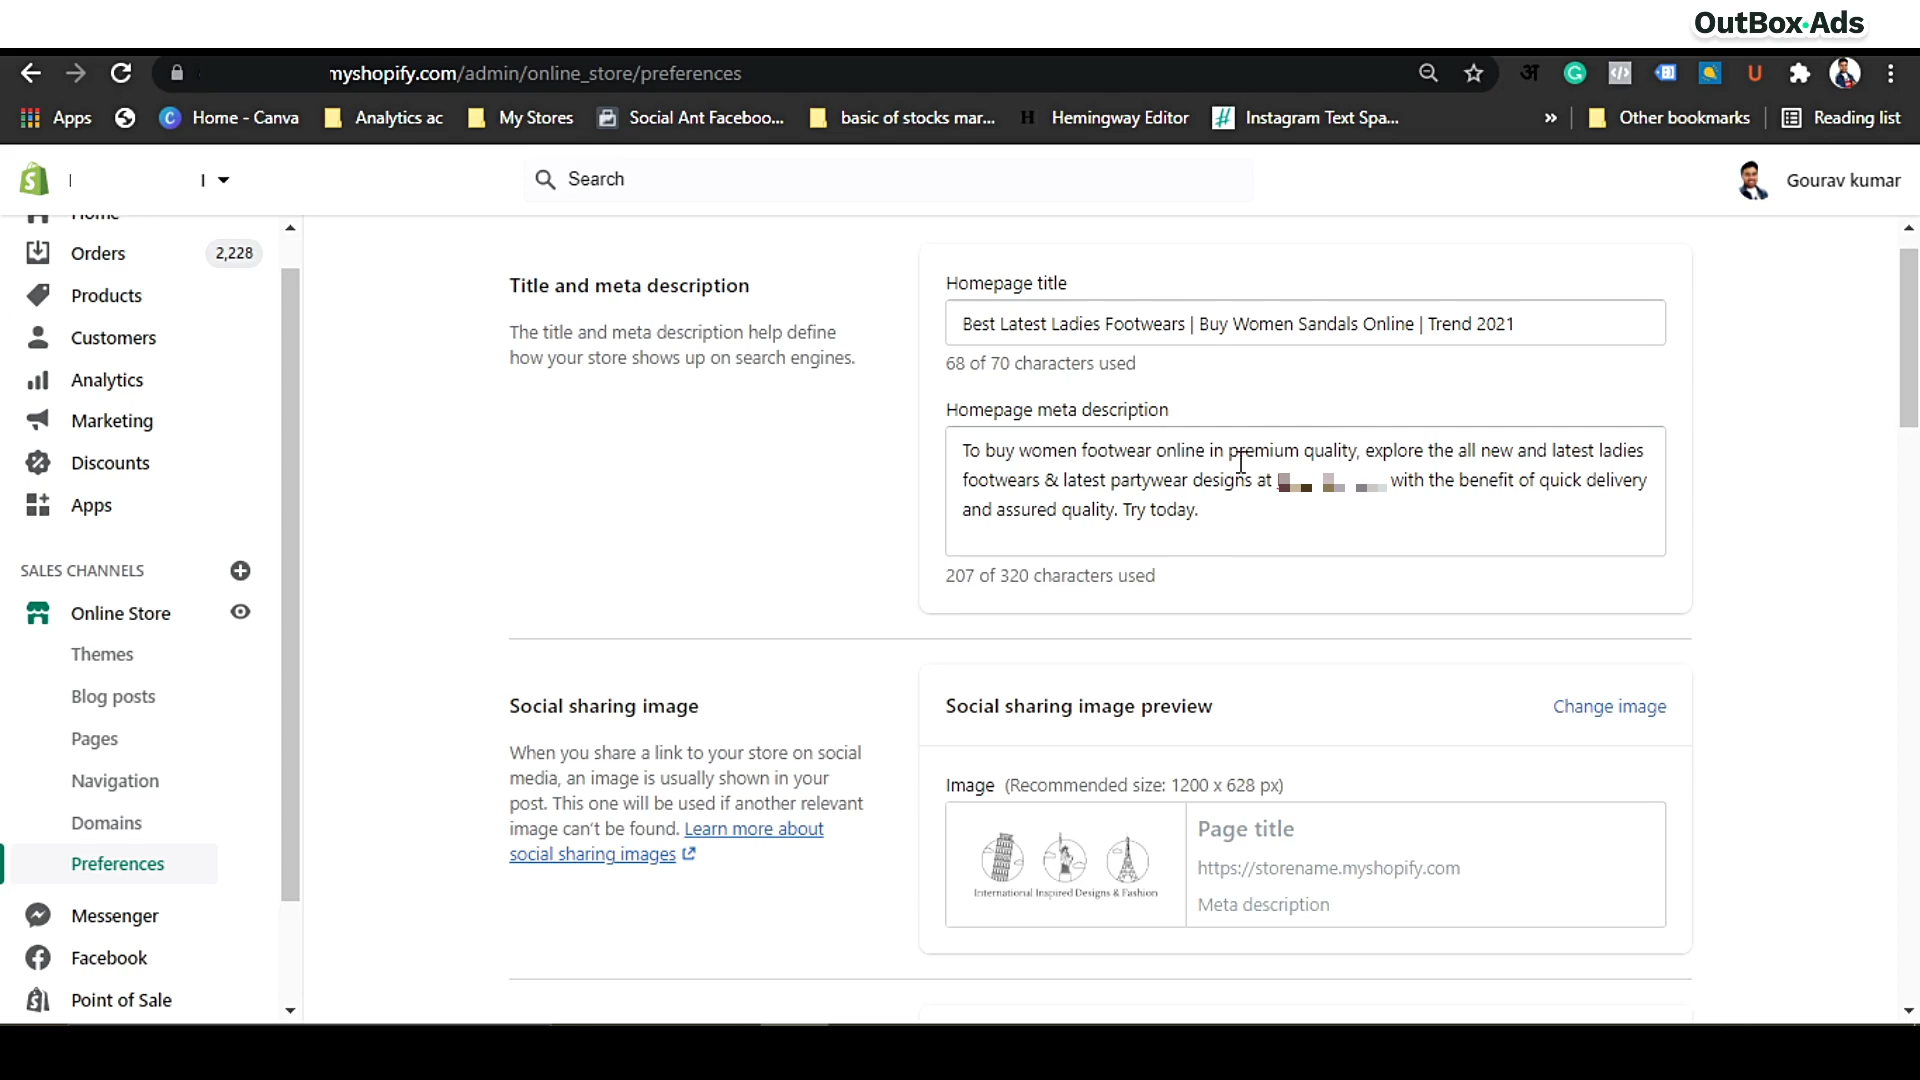 OutBox Ads
myshopify.com/admin/online_store/preferences
Apps
Home - Canva
Analytics ac
My Stores
Social Ant Faceboo...
basic of stocks mar...
H Hemingway Editor
# Instagram Text Spa...
»
Other bookmarks
Reading list
Search
Gourav kumar
Home
Orders 2,228
Products
Customers
Analytics
Marketing
Discounts
Apps
SALES CHANNELS
Online Store
Themes
Blog posts
Pages
Navigation
Domains
Preferences
Messenger
Facebook
Point of Sale
Title and meta description
The title and meta description help define
how your store shows up on search engines.
Homepage title
Best Latest Ladies Footwears | Buy Women Sandals Online | Trend 2021
68 of 70 characters used
Homepage meta description
To buy women footwear online in premium quality, explore the all new and latest ladies
footwears & latest partywear designs at with the benefit of quick delivery
and assured quality. Try today.
207 of 320 characters used
Social sharing image
When you share a link to your store on social
media, an image is usually shown in your
post. This one will be used if another relevant
image can't be found. Learn more about
social sharing images
Social sharing image preview
Change image
Image (Recommended size: 1200 x 628 px)
International Inspired Designs & Fashion
Page title
https://storename.myshopify.com
Meta description